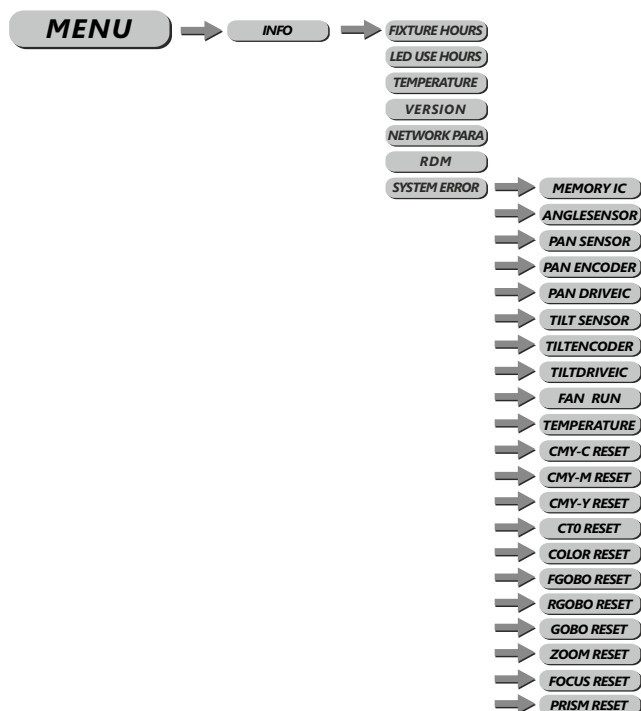 MENU INFO FIXTURE HOURS
LED USE HOURS
TEMPERATURE
VERSION
NETWORK PARA
RDM
SYSTEM ERROR MEMORY IC
ANGLESENSOR
PAN SENSOR
PAN ENCODER
PAN DRIVEIC
TILT SENSOR
TILTENCODER
TILTDRIVEIC
FAN RUN
TEMPERATURE
CMY-C RESET
CMY-M RESET
CMY-Y RESET
CT0 RESET
COLOR RESET
FGOBO RESET
RGOBO RESET
GOBO RESET
ZOOM RESET
FOCUS RESET
PRISM RESET